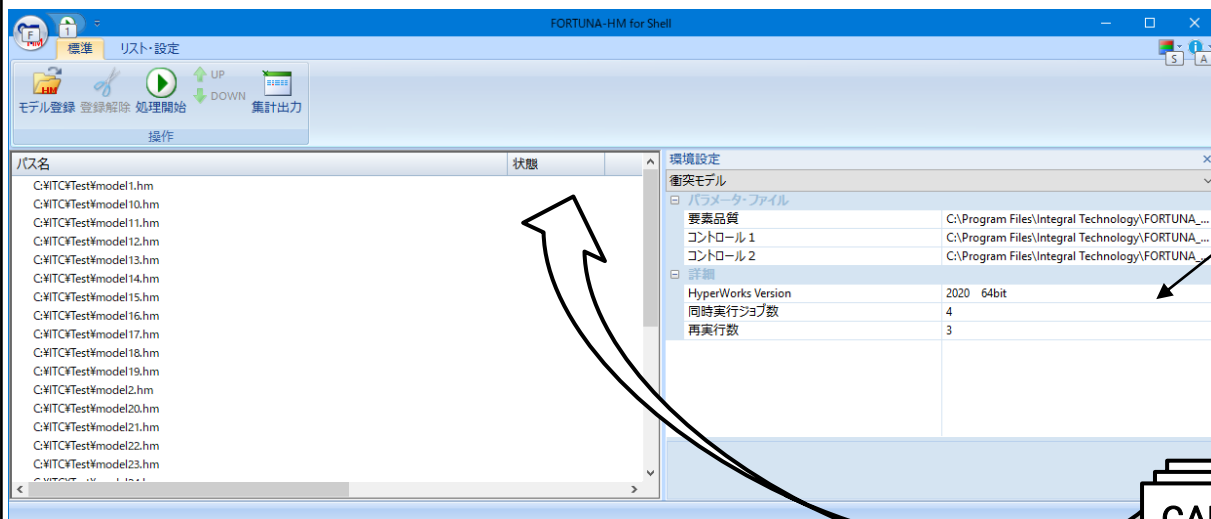 FORTUNA-HM for Shell
F
HM
1
標準 リスト・設定
S A
HM
UP
DOWN
モデル登録 登録解除 処理開始 集計出力
操作
パス名 状態
C:¥ITC¥Test¥model1.hm
C:¥ITC¥Test¥model10.hm
C:¥ITC¥Test¥model11.hm
C:¥ITC¥Test¥model12.hm
C:¥ITC¥Test¥model13.hm
C:¥ITC¥Test¥model14.hm
C:¥ITC¥Test¥model15.hm
C:¥ITC¥Test¥model16.hm
C:¥ITC¥Test¥model17.hm
C:¥ITC¥Test¥model18.hm
C:¥ITC¥Test¥model19.hm
C:¥ITC¥Test¥model2.hm
C:¥ITC¥Test¥model20.hm
C:¥ITC¥Test¥model21.hm
C:¥ITC¥Test¥model22.hm
C:¥ITC¥Test¥model23.hm
環境設定
衝突モデル
パラメータ・ファイル
要素品質 C:\Program Files\Integral Technology\FORTUNA_...
コントロール 1 C:\Program Files\Integral Technology\FORTUNA_...
コントロール 2 C:\Program Files\Integral Technology\FORTUNA_...
詳細
HyperWorks Version 2020 64bit
同時実行ジョブ数 4
再実行数 3